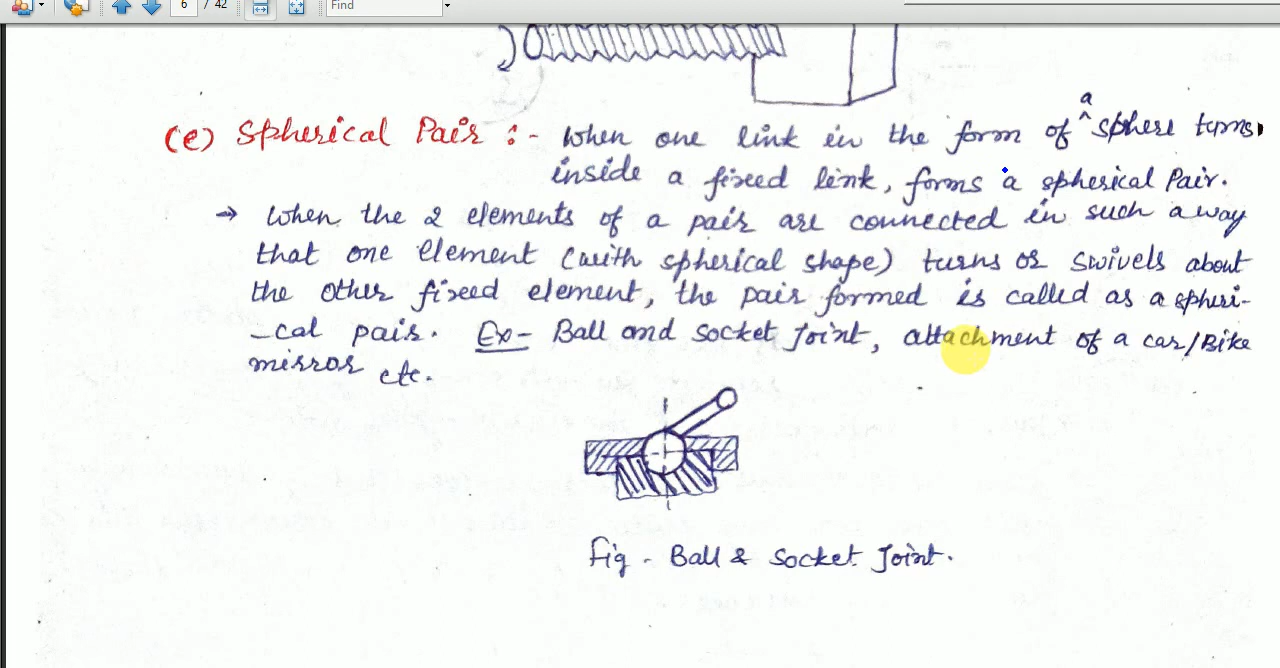 6 / 42
Find
(e) Spherical Pair :- When one link in the form of a sphere turns
inside a fixed link, forms a spherical Pair.
→ When the 2 elements of a pair are connected in such a way
that one element (with spherical shape) turns or swivels about
the other fixed element, the pair formed is called as a spheri-
-cal pair. Ex- Ball and socket Joint, attachment of a car/Bike
mirror etc.
Fig - Ball & Socket Joint.